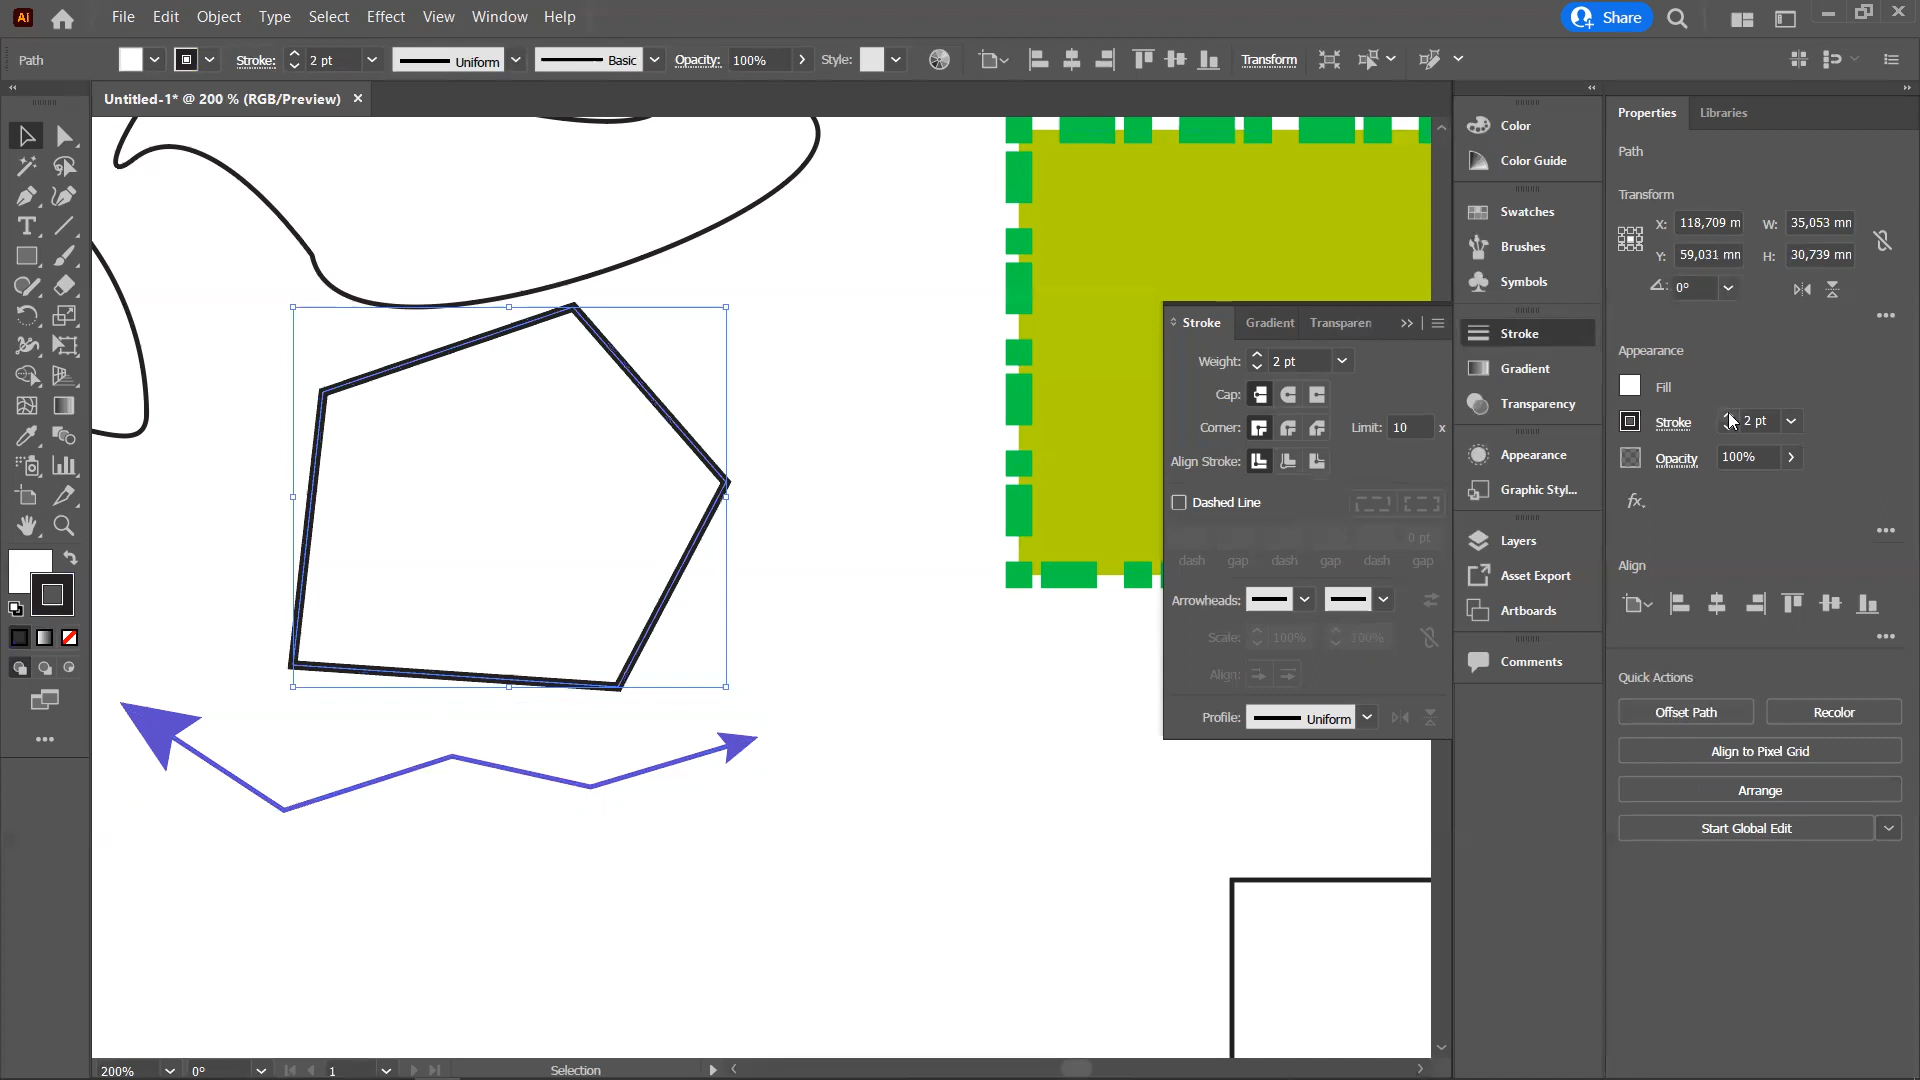 Ai File Edit Object Type Select Effect View Window Help Share
Path Stroke: 2 pt Uniform Basic Opacity: 100% Style: Transform
Untitled-1* @ 200 % (RGB/Preview) ×
Color
Color Guide
Swatches
Brushes
Symbols
Stroke
Gradient
Transparency
Appearance
Graphic Styl...
Layers
Asset Export
Artboards
Comments
Stroke Gradient Transparen
Weight: 2 pt
Cap:
Corner: Limit: 10 x
Align Stroke:
Dashed Line
0 pt
dash gap dash gap dash gap
Arrowheads:
Scale: 100% 100%
Align:
Profile: Uniform
Properties Libraries
Path
Transform
X: 118,709 m W: 35,053 mn
Y: 59,031 mn H: 30,739 mn
0°
Appearance
Fill
Stroke 2 pt
Opacity 100%
fx.
Align
Quick Actions
Offset Path Recolor
Align to Pixel Grid
Arrange
Start Global Edit
200% 0° 1 Selection